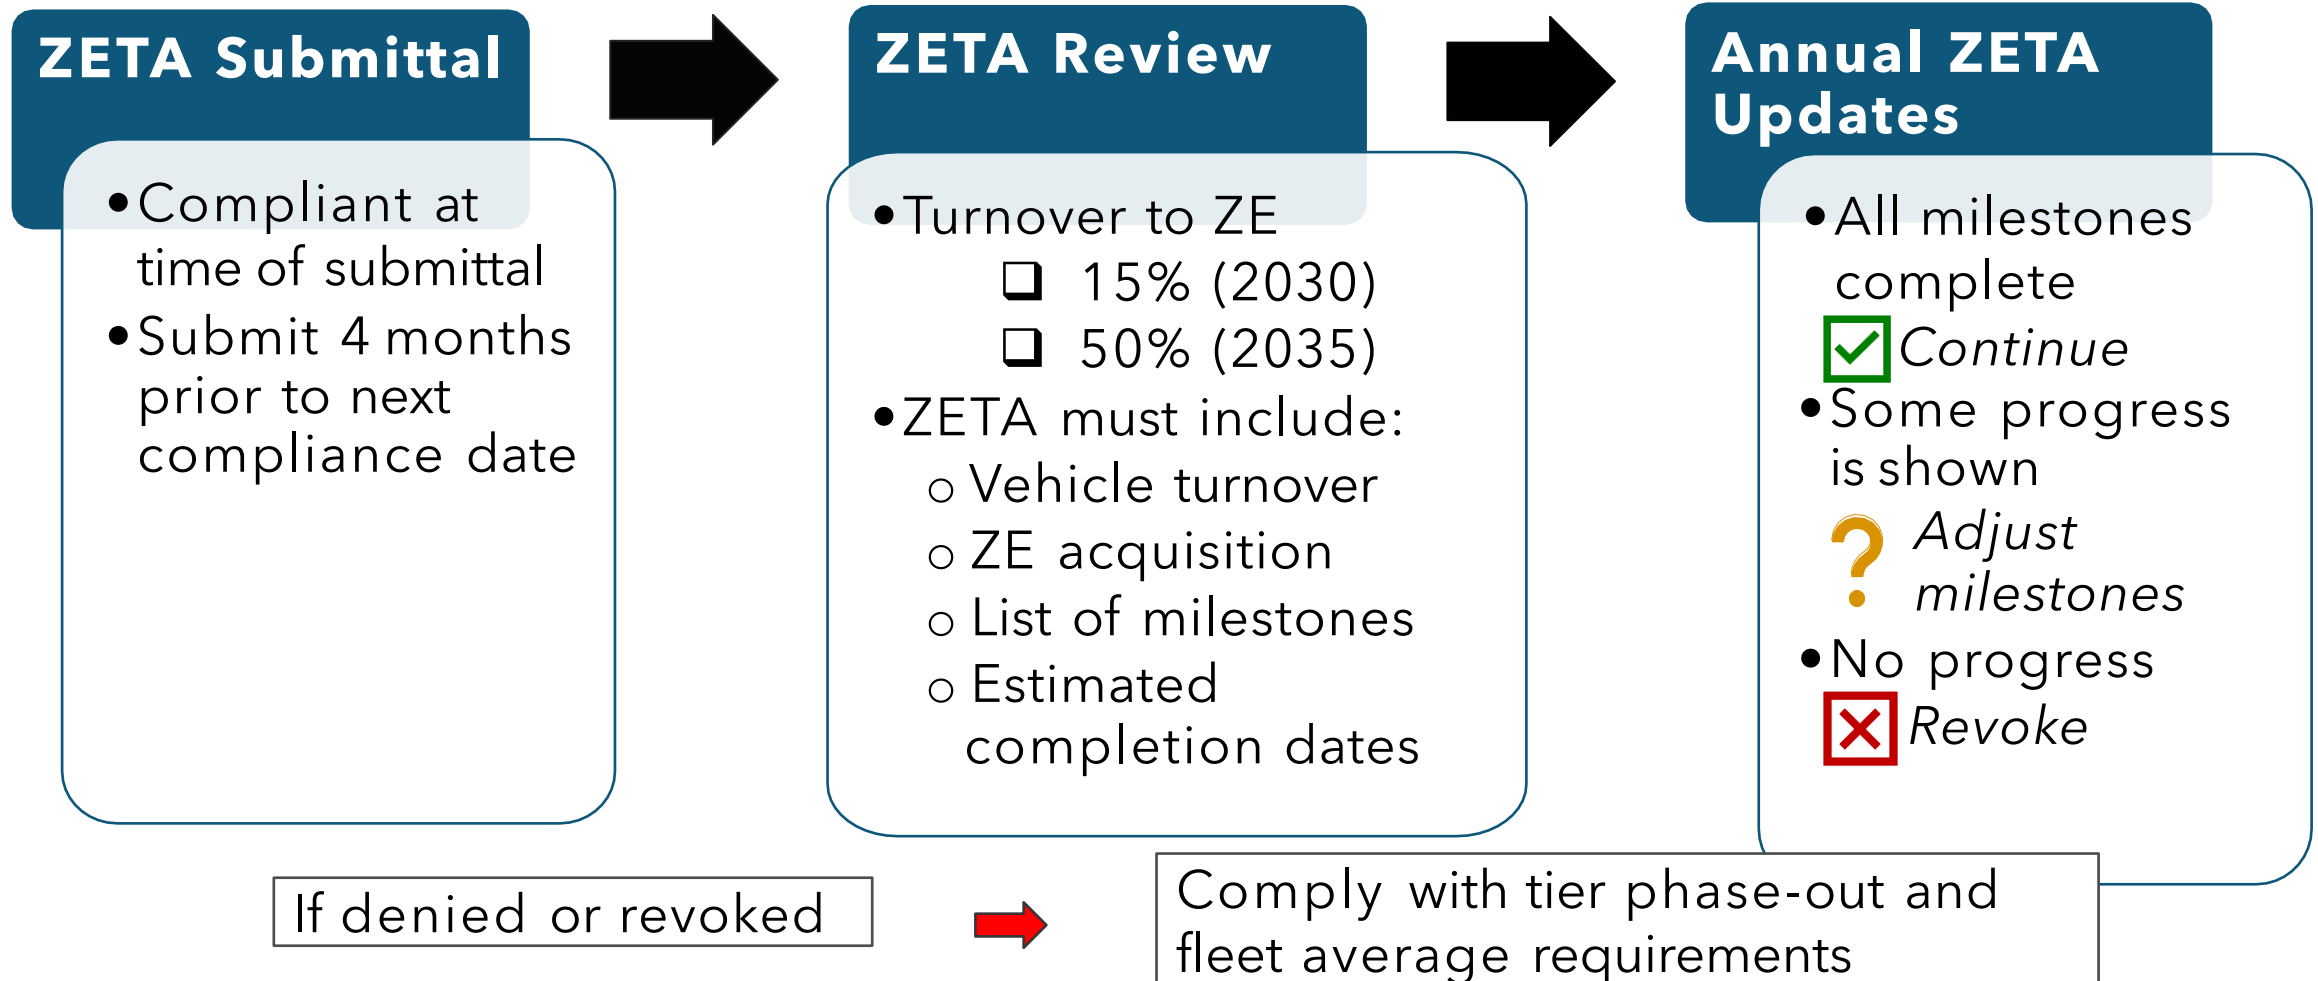 ZETA Submittal
•Compliant at
time of submittal
•Submit 4 months
prior to next
compliance date
ZETA Review
•Turnover to ZE
❑ 15% (2030)
❑ 50% (2035)
•ZETA must include:
o Vehicle turnover
o ZE acquisition
o List of milestones
o Estimated
completion dates
Annual ZETA
Updates
•All milestones
complete
Continue
•Some progress
is shown
? Adjust
milestones
•No progress
Revoke
If denied or revoked
Comply with tier phase-out and
fleet average requirements